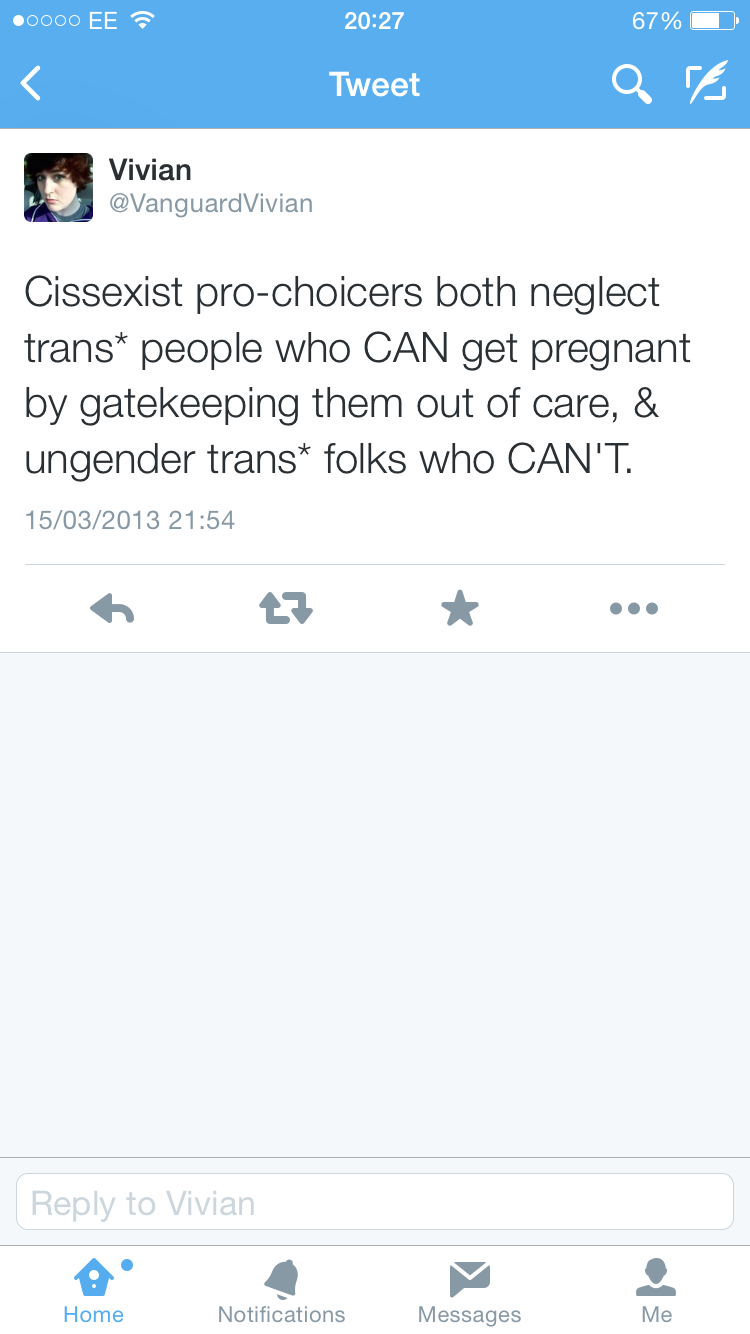 EE 20:27 67%
Tweet
Vivian
@VanguardVivian
Cissexist pro-choicers both neglect
trans* people who CAN get pregnant
by gatekeeping them out of care, &
ungender trans* folks who CAN'T.
15/03/2013 21:54
Reply to Vivian
Home Notifications Messages Me